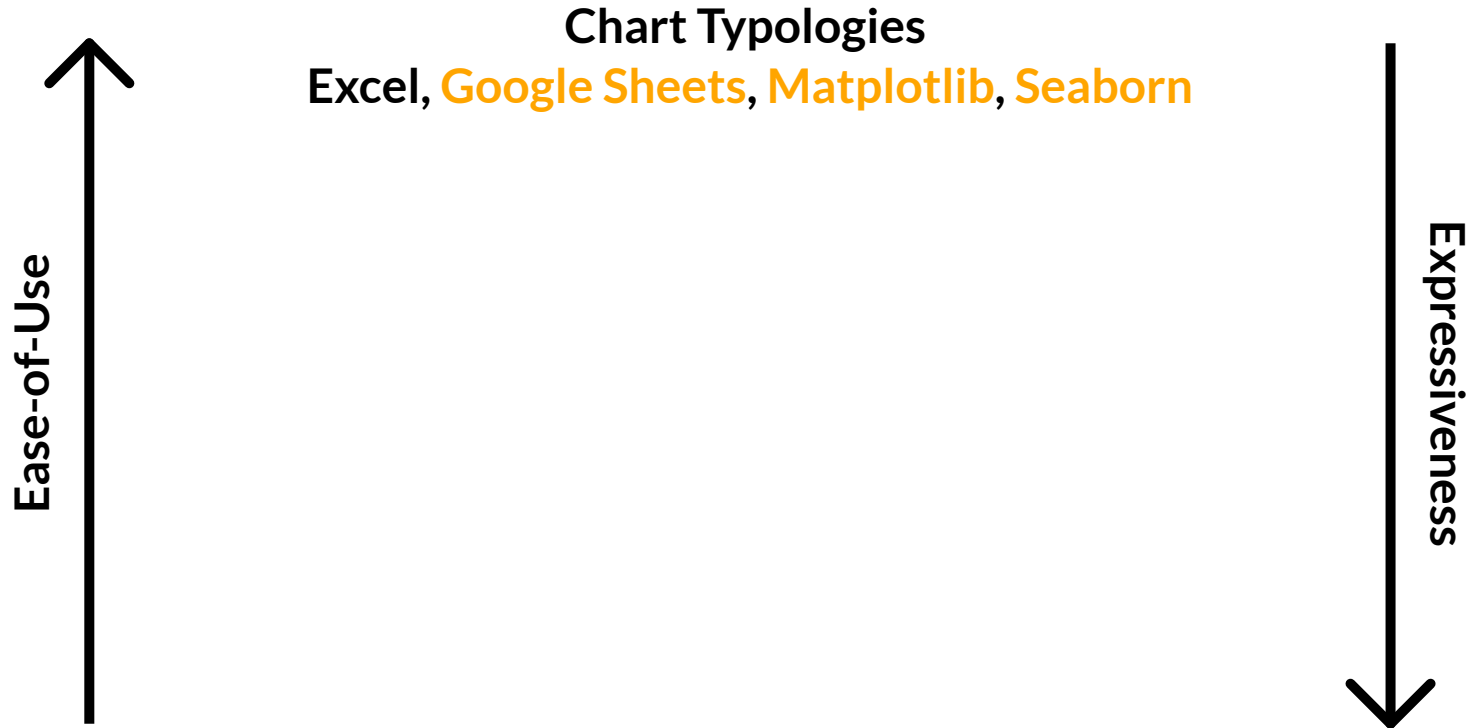 Chart Typologies
Excel, Google Sheets, Matplotlib, Seaborn
Ease-of-Use
Expressiveness